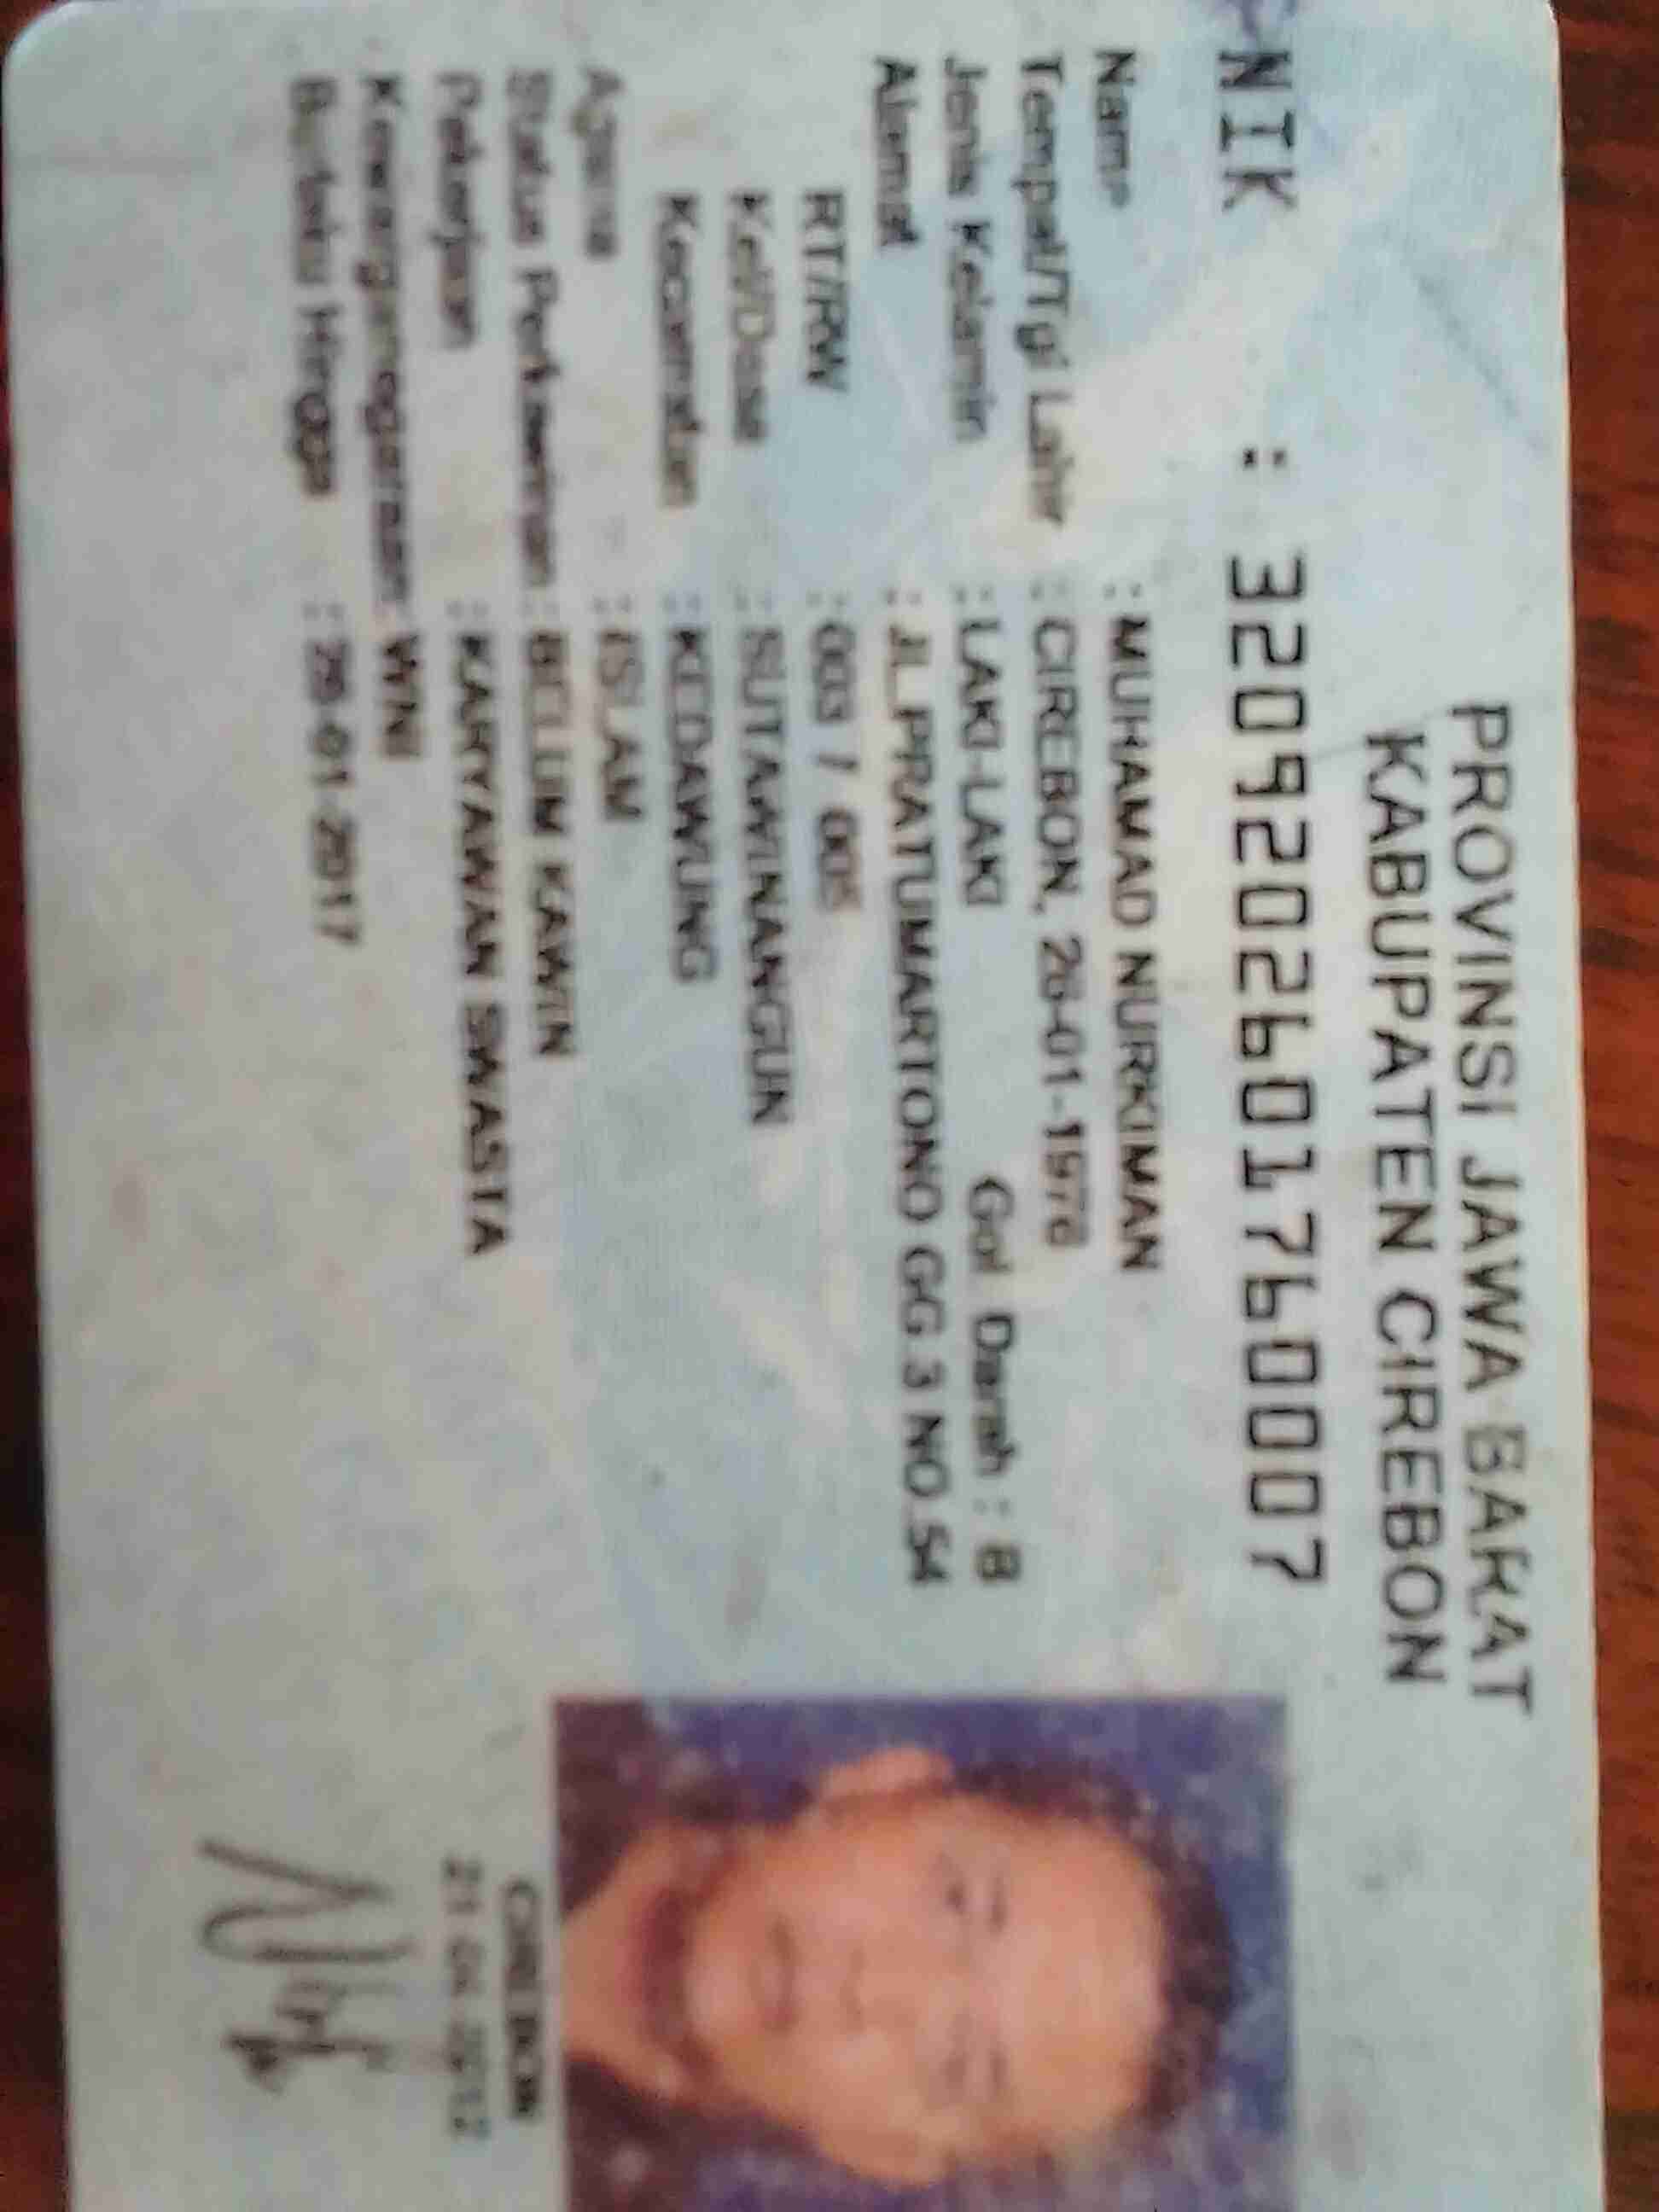 PROVINSI JAWA BARAT
KABUPATEN CIREBON
NIK : 3209202601760007
Nama : MUHAMAD NURKIMAN
Tempat/Tgl Lahir : CIREBON, 26-01-1976
Jenis Kelamin : LAKI-LAKI Gol. Darah : B
Alamat : JL.PRATUMARTONO GG 3 NO.54
RT/RW : 003 / 005
Kel/Desa : SUTAWINANGUN
Kecamatan : KEDAWUNG
Agama : ISLAM
Status Perkawinan : BELUM KAWIN
Pekerjaan : KARYAWAN SWASTA
Kewarganegaraan : WNI
Berlaku Hingga : 26-01-2017
CIREBON
21-04-2012